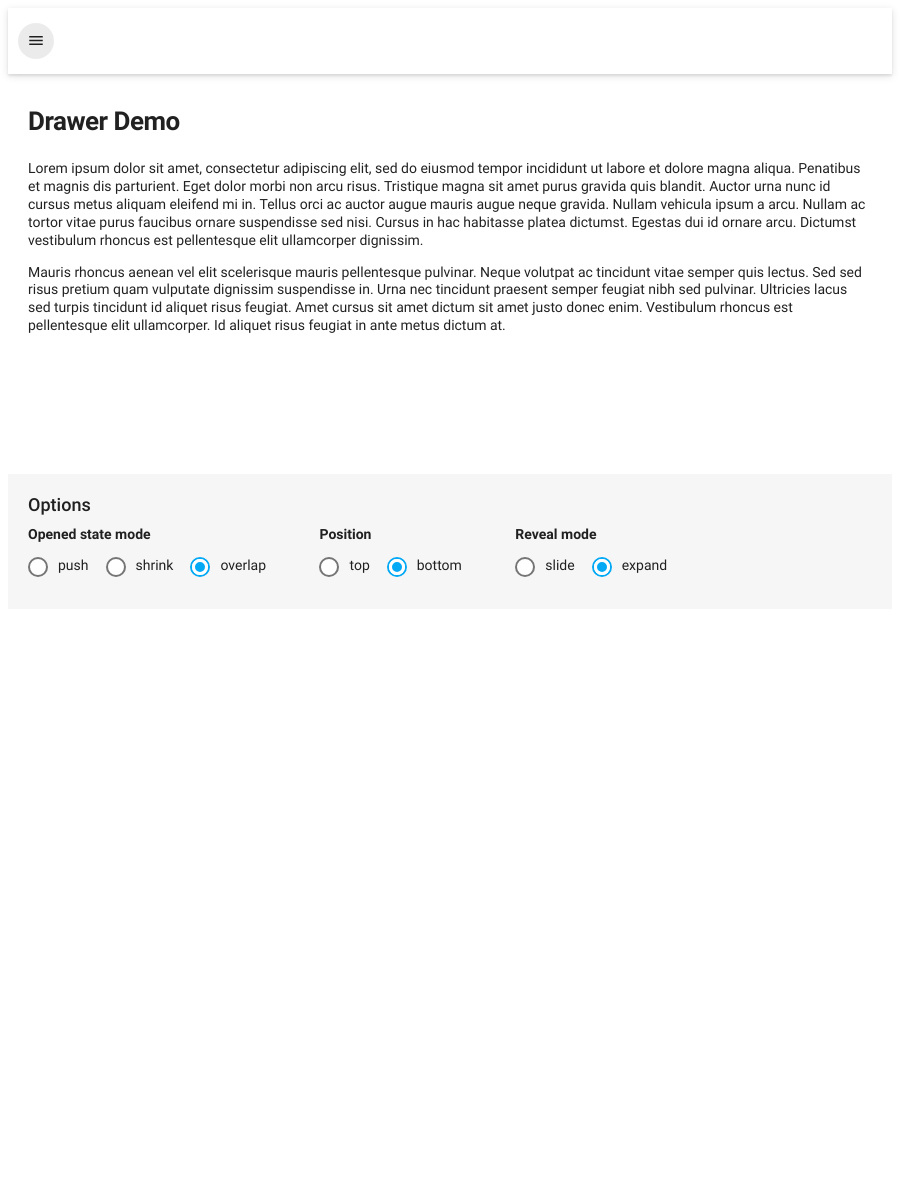 Drawer Demo
Lorem ipsum dolor sit amet, consectetur adipiscing elit, sed do eiusmod tempor incididunt ut labore et dolore magna aliqua. Penatibus
et magnis dis parturient. Eget dolor morbi non arcu risus. Tristique magna sit amet purus gravida quis blandit. Auctor urna nunc id
cursus metus aliquam eleifend mi in. Tellus orci ac auctor augue mauris augue neque gravida. Nullam vehicula ipsum a arcu. Nullam ac
tortor vitae purus faucibus ornare suspendisse sed nisi. Cursus in hac habitasse platea dictumst. Egestas dui id ornare arcu. Dictumst
vestibulum rhoncus est pellentesque elit ullamcorper dignissim.
Mauris rhoncus aenean vel elit scelerisque mauris pellentesque pulvinar. Neque volutpat ac tincidunt vitae semper quis lectus. Sed sed
risus pretium quam vulputate dignissim suspendisse in. Urna nec tincidunt praesent semper feugiat nibh sed pulvinar. Ultricies lacus
sed turpis tincidunt id aliquet risus feugiat. Amet cursus sit amet dictum sit amet justo donec enim. Vestibulum rhoncus est
pellentesque elit ullamcorper. Id aliquet risus feugiat in ante metus dictum at.
Options
Opened state mode
push shrink overlap
Position
top bottom
Reveal mode
slide expand